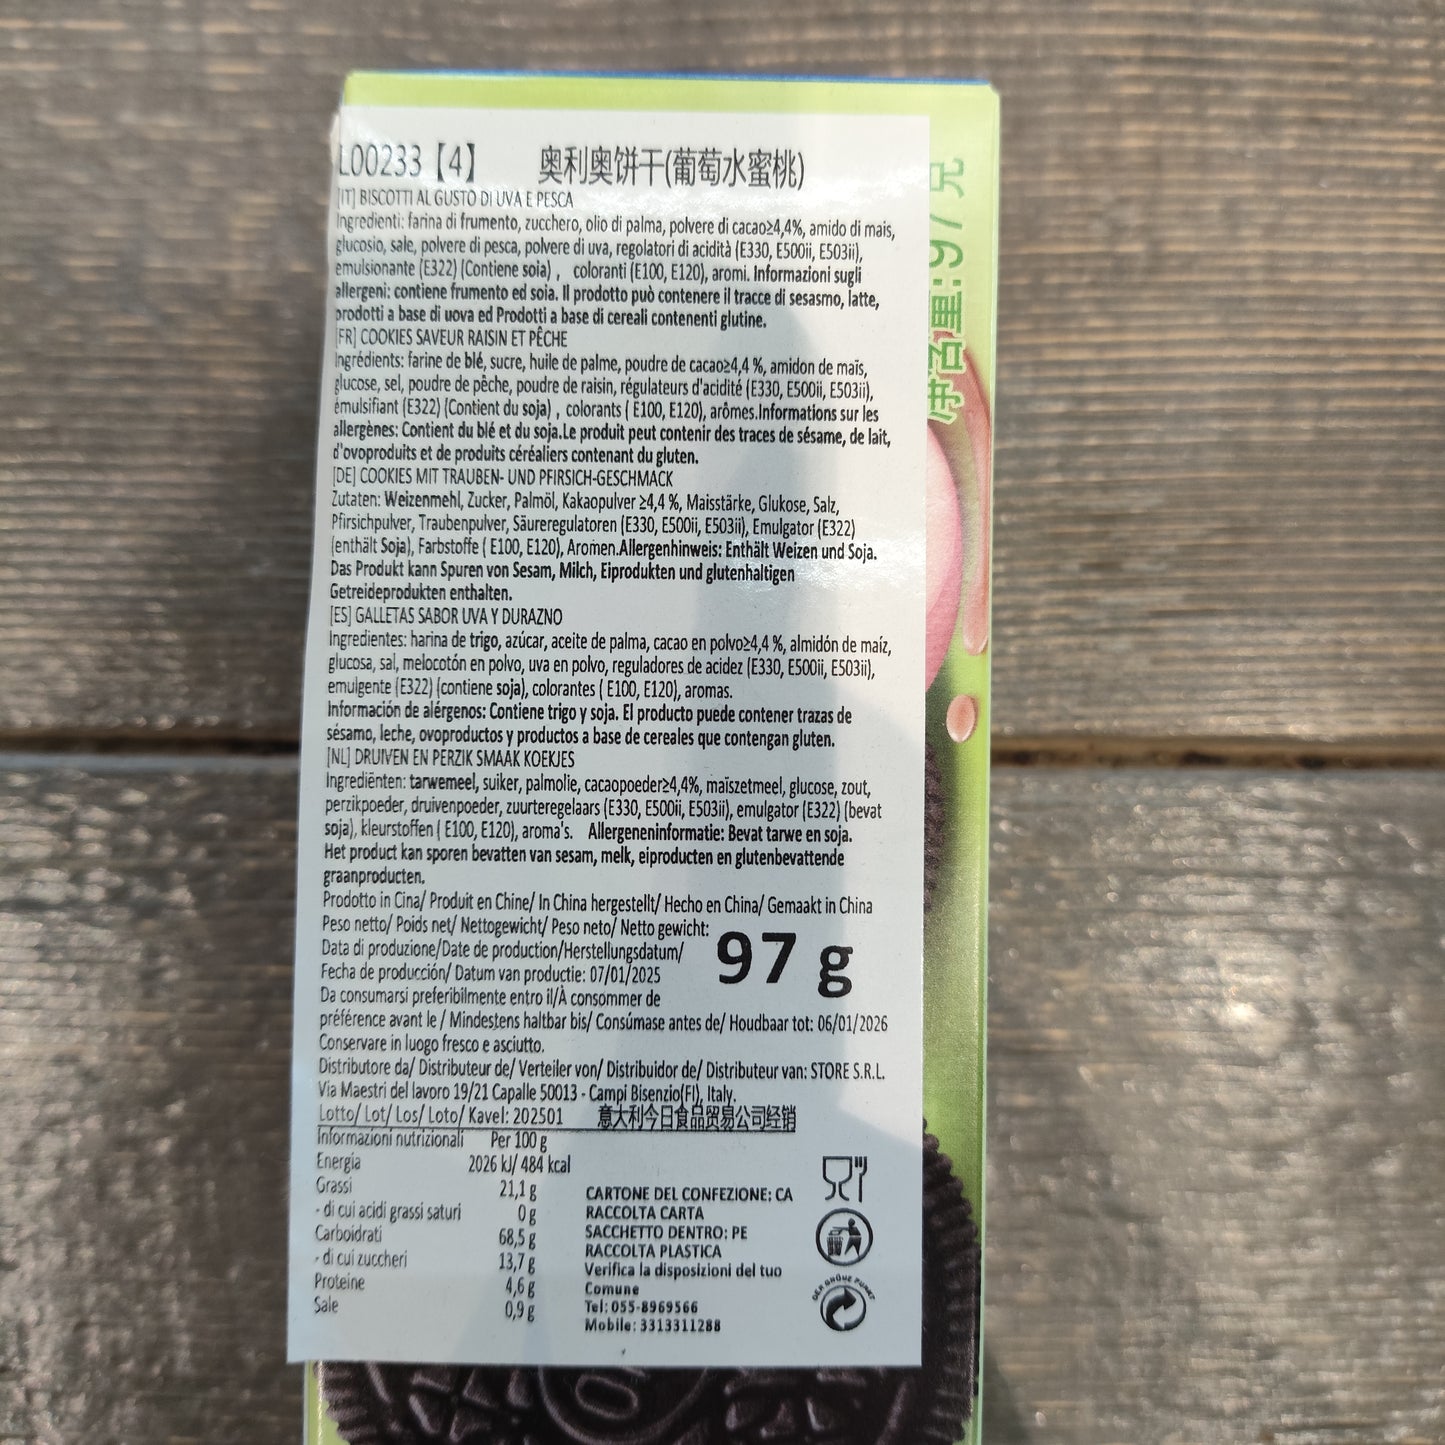 L00233【4】 奥利奥饼干(葡萄水蜜桃)
[IT] BISCOTTI AL GUSTO DI UVA E PESCA
Ingredienti: farina di frumento, zucchero, olio di palma, polvere di cacao≥4,4%, amido di mais,
glucosio, sale, polvere di pesca, polvere di uva, regolatori di acidità (E330, E500ii, E503ii),
emulsionante (E322) (Contiene soia) , coloranti (E100, E120), aromi. Informazioni sugli
allergeni: contiene frumento ed soia. Il prodotto può contenere il tracce di sesasmo, latte,
prodotti a base di uova ed Prodotti a base di cereali contenenti glutine.
[FR] COOKIES SAVEUR RAISIN ET PÊCHE
Ingrédients: farine de blé, sucre, huile de palme, poudre de cacao≥4,4 %, amidon de maïs,
glucose, sel, poudre de pêche, poudre de raisin, régulateurs d'acidité (E330, E500ii, E503ii),
émulsifiant (E322) (Contient du soja) , colorants ( E100, E120), arômes.Informations sur les
allergènes: Contient du blé et du soja.Le produit peut contenir des traces de sésame, de lait,
d'ovoproduits et de produits céréaliers contenant du gluten.
[DE] COOKIES MIT TRAUBEN- UND PFIRSICH-GESCHMACK
Zutaten: Weizenmehl, Zucker, Palmöl, Kakaopulver ≥4,4 %, Maisstärke, Glukose, Salz,
Pfirsichpulver, Traubenpulver, Säureregulatoren (E330, E500ii, E503ii), Emulgator (E322)
(enthält Soja), Farbstoffe ( E100, E120), Aromen.Allergenhinweis: Enthält Weizen und Soja.
Das Produkt kann Spuren von Sesam, Milch, Eiprodukten und glutenhaltigen
Getreideprodukten enthalten.
[ES] GALLETAS SABOR UVA Y DURAZNO
Ingredientes: harina de trigo, azúcar, aceite de palma, cacao en polvo≥4,4 %, almidón de maíz,
glucosa, sal, melocotón en polvo, uva en polvo, reguladores de acidez (E330, E500ii, E503ii),
emulgente (E322) (contiene soja), colorantes ( E100, E120), aromas.
Información de alérgenos: Contiene trigo y soja. El producto puede contener trazas de
sésamo, leche, ovoproductos y productos a base de cereales que contengan gluten.
[NL] DRUIVEN EN PERZIK SMAAK KOEKJES
Ingrediënten: tarwemeel, suiker, palmolie, cacaopoeder≥4,4%, maïszetmeel, glucose, zout,
perzikpoeder, druivenpoeder, zuurteregelaars (E330, E500ii, E503ii), emulgator (E322) (bevat
soja), kleurstoffen ( E100, E120), aroma's. Allergeneninformatie: Bevat tarwe en soja.
Het product kan sporen bevatten van sesam, melk, eiproducten en glutenbevattende
graanproducten.
Prodotto in Cina/ Produit en Chine/ In China hergestellt/ Hecho en China/ Gemaakt in China
Peso netto/ Poids net/ Nettogewicht/ Peso neto/ Netto gewicht:
97 g
Data di produzione/Date de production/Herstellungsdatum/
Fecha de producción/ Datum van productie: 07/01/2025
Da consumarsi preferibilmente entro il/À consommer de
préférence avant le / Mindestens haltbar bis/ Consúmase antes de/ Houdbaar tot: 06/01/2026
Conservare in luogo fresco e asciutto.
Distributore da/ Distributeur de/ Verteiler von/ Distribuidor de/ Distributeur van: STORE S.R.L.
Via Maestri del lavoro 19/21 Capalle 50013 - Campi Bisenzio(FI), Italy.
Lotto/ Lot/ Los/ Loto/ Kavel: 202501 意大利今日食品贸易公司经销
Informazioni nutrizionali Per 100 g
Energia 2026 kJ/ 484 kcal
Grassi 21,1 g
- di cui acidi grassi saturi 0 g
Carboidrati 68,5 g
- di cui zuccheri 13,7 g
Proteine 4,6 g
Sale 0,9 g
CARTONE DEL CONFEZIONE: CA
RACCOLTA CARTA
SACCHETTO DENTRO: PE
RACCOLTA PLASTICA
Verifica la disposizioni del tuo
Comune
Tel: 055-8969566
Mobile: 3313311288
DER GRÜNE PUNKT
净含量:97克